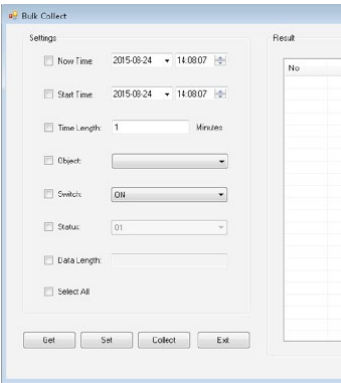 Bulk Collect
Settings
Result
Now Time: 2015-08-24 14:08:07
No
Start Time: 2015-08-24 14:08:07
Time Length: 1 Minutes
Object:
Switch: ON
Status: 01
Data Length:
Select All
Get Set Collect Exit